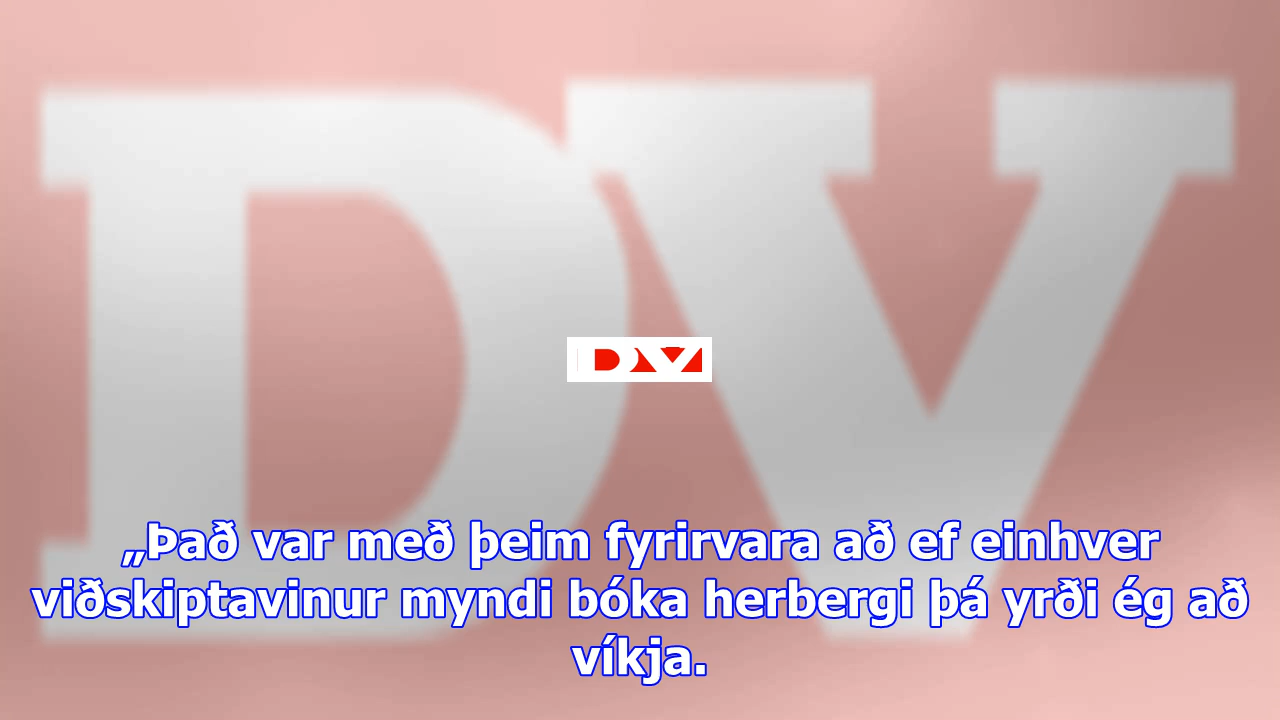 DV
DV
„Það var með þeim fyrirvara að ef einhver
viðskiptavinur myndi bóka herbergi þá yrði ég að
víkja.